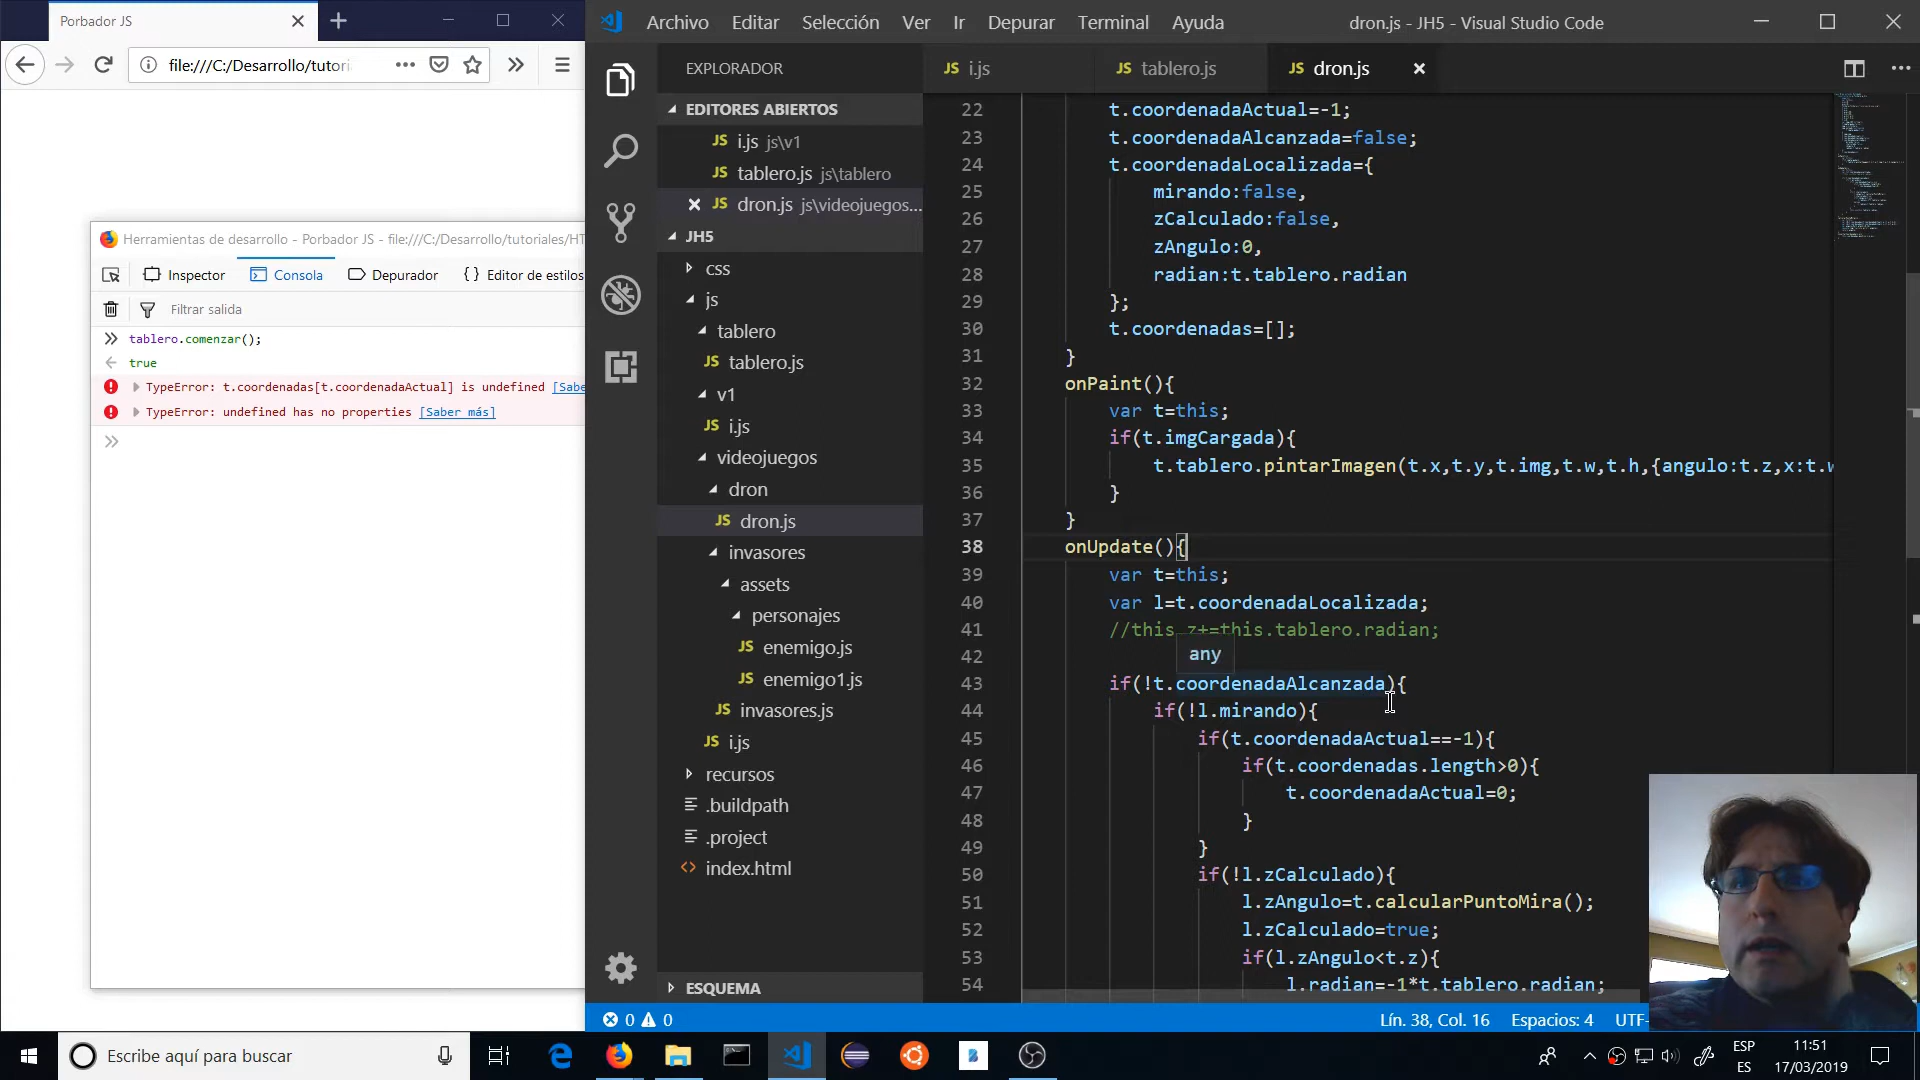 Porbador JS
file:///C:/Desarrollo/tutori
Herramientas de desarrollo - Porbador JS - file:///C:/Desarrollo/tutoriales/HT
Inspector
Consola
Depurador
{ } Editor de estilos
Filtrar salida
tablero.comenzar();
true
TypeError: t.coordenadas[t.coordenadaActual] is undefined [Sabe
TypeError: undefined has no properties [Saber más]
Archivo Editar Selección Ver Ir Depurar Terminal Ayuda
dron.js - JH5 - Visual Studio Code
EXPLORADOR
EDITORES ABIERTOS
JS i.js js\v1
JS tablero.js js\tablero
JS dron.js js\videojuegos...
JH5
css
js
tablero
JS tablero.js
v1
JS i.js
videojuegos
dron
JS dron.js
invasores
assets
personajes
JS enemigo.js
JS enemigo1.js
JS invasores.js
JS i.js
recursos
.buildpath
.project
index.html
ESQUEMA
JS i.js
JS tablero.js
JS dron.js
22 t.coordenadaActual=-1;
23 t.coordenadaAlcanzada=false;
24 t.coordenadaLocalizada={
25 mirando:false,
26 zCalculado:false,
27 zAngulo:0,
28 radian:t.tablero.radian
29 };
30 t.coordenadas=[];
31 }
32 onPaint(){
33 var t=this;
34 if(t.imgCargada){
35 t.tablero.pintarImagen(t.x,t.y,t.img,t.w,t.h,{angulo:t.z,x:t.w
36 }
37 }
38 onUpdate(){
39 var t=this;
40 var l=t.coordenadaLocalizada;
41 //this.z+=this.tablero.radian;
any
42
43 if(!t.coordenadaAlcanzada){
44 if(!l.mirando){
45 if(t.coordenadaActual==-1){
46 if(t.coordenadas.length>0){
47 t.coordenadaActual=0;
48 }
49 }
50 if(!l.zCalculado){
51 l.zAngulo=t.calcularPuntoMira();
52 l.zCalculado=true;
53 if(l.zAngulo<t.z){
54 l.radian=-1*t.tablero.radian;
0 0
Lín. 38, Col. 16
Espacios: 4
UTF-
Escribe aquí para buscar
ESP
ES
11:51
17/03/2019